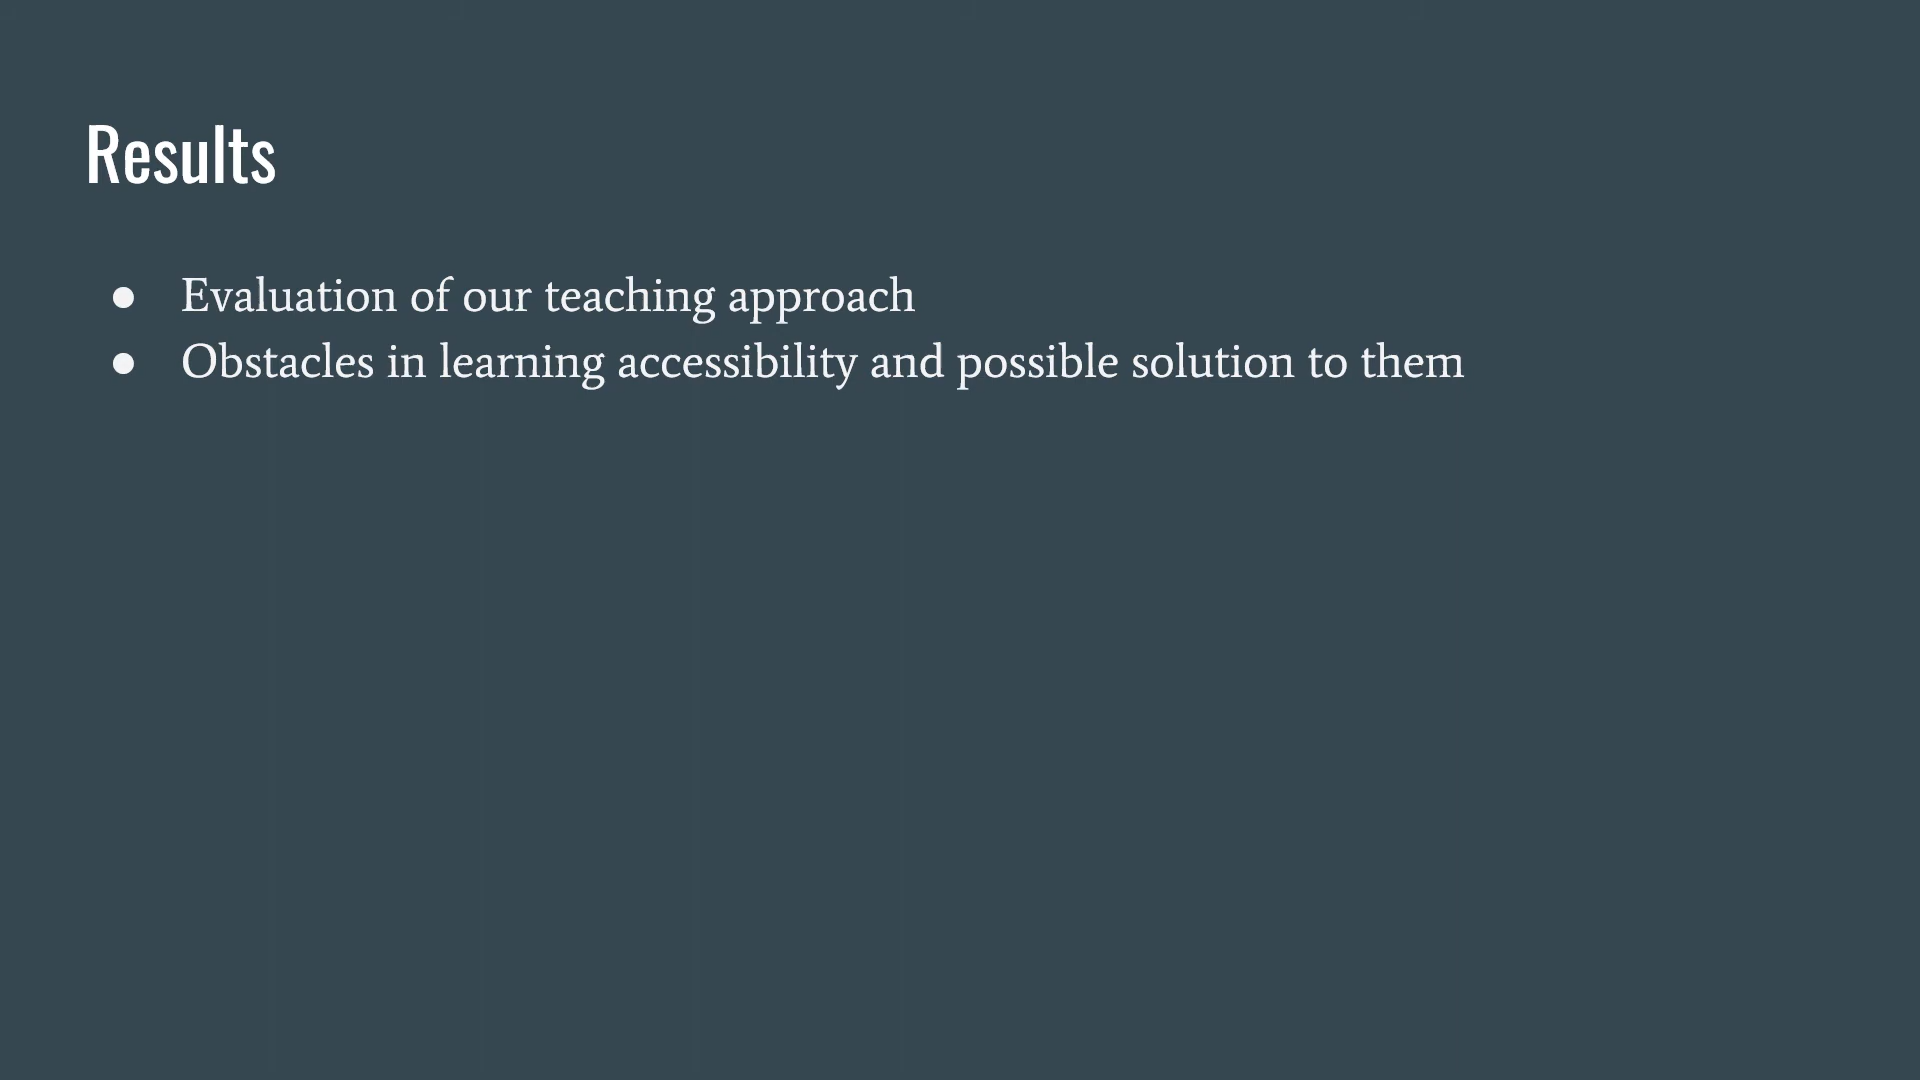 Results
● Evaluation of our teaching approach
● Obstacles in learning accessibility and possible solution to them